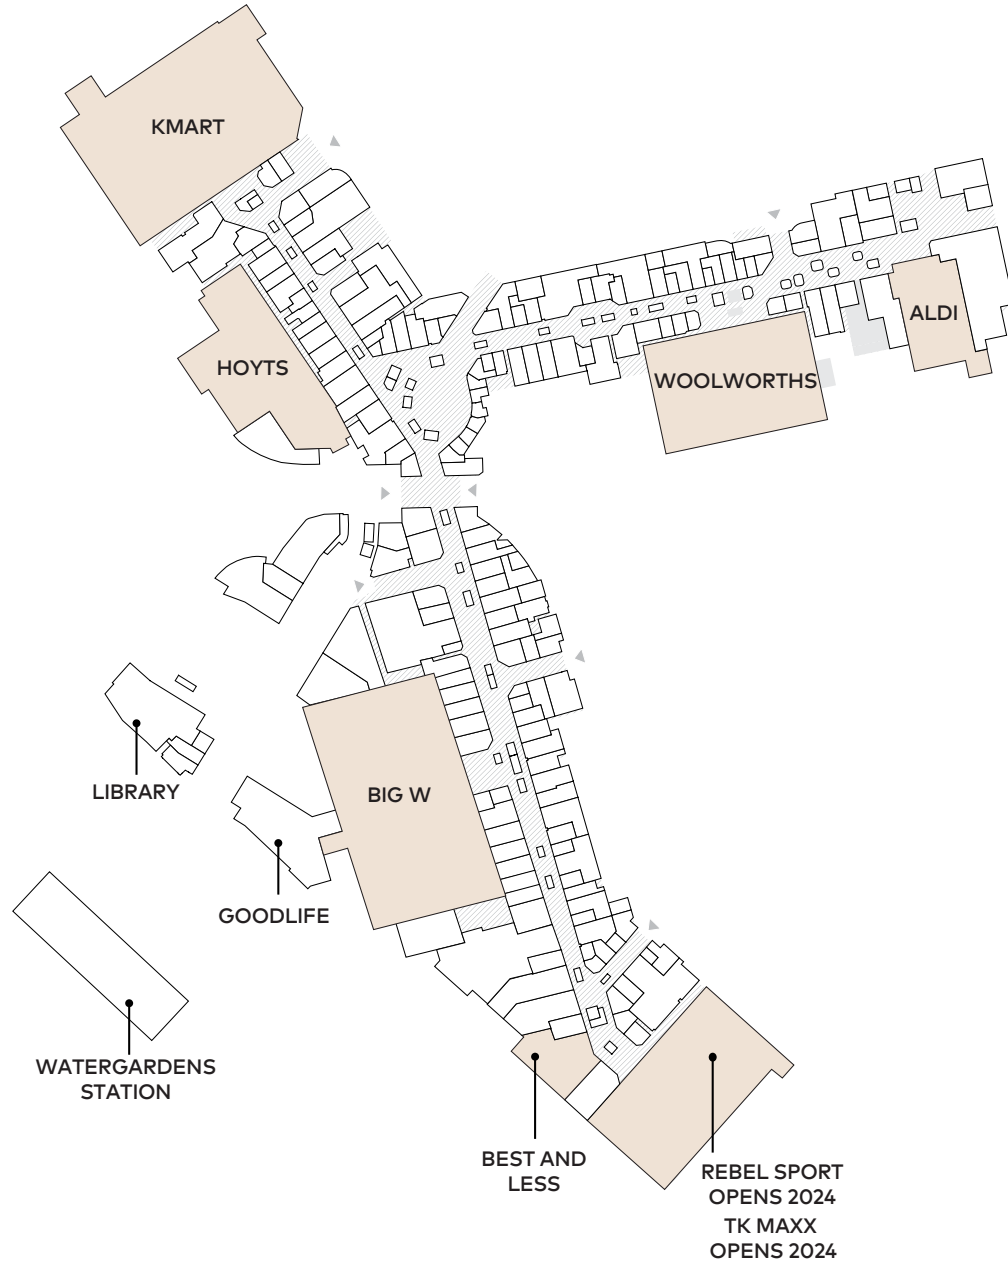 KMART
HOYTS
ALDI
WOOLWORTHS
LIBRARY
BIG W
GOODLIFE
WATERGARDENS
STATION
BEST AND
LESS
REBEL SPORT
OPENS 2024
TK MAXX
OPENS 2024